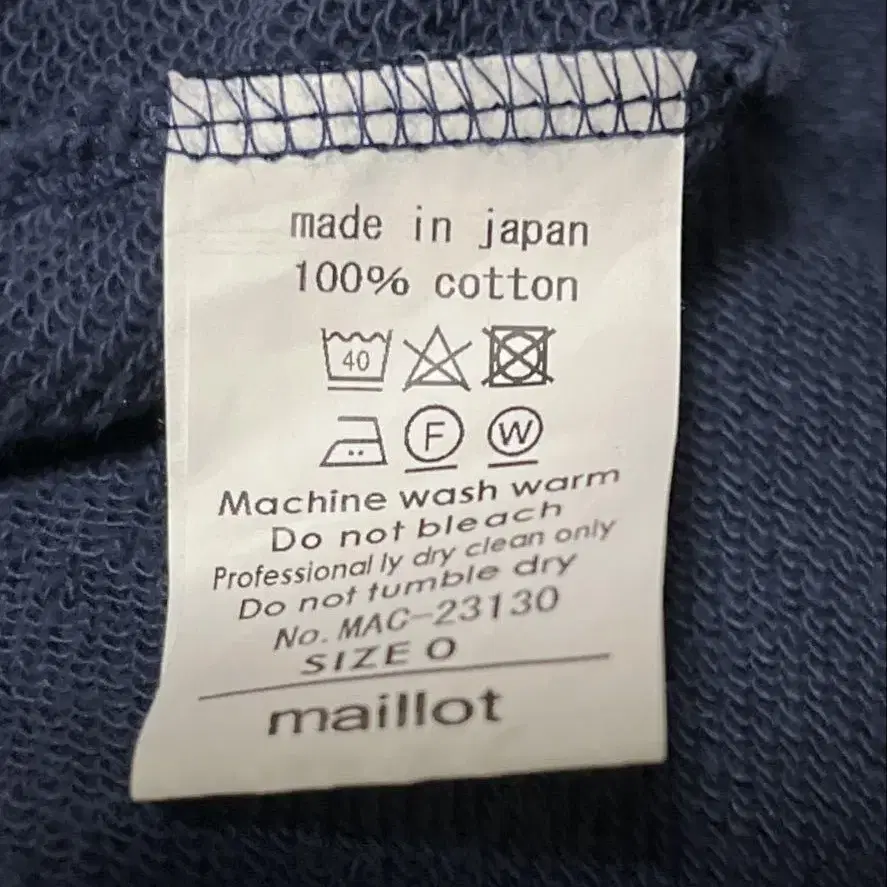 made in japan
100% cotton
40
F W
Machine wash warm
Do not bleach
Professional ly dry clean only
Do not tumble dry
No. MAC-23130
SIZE O
maillot